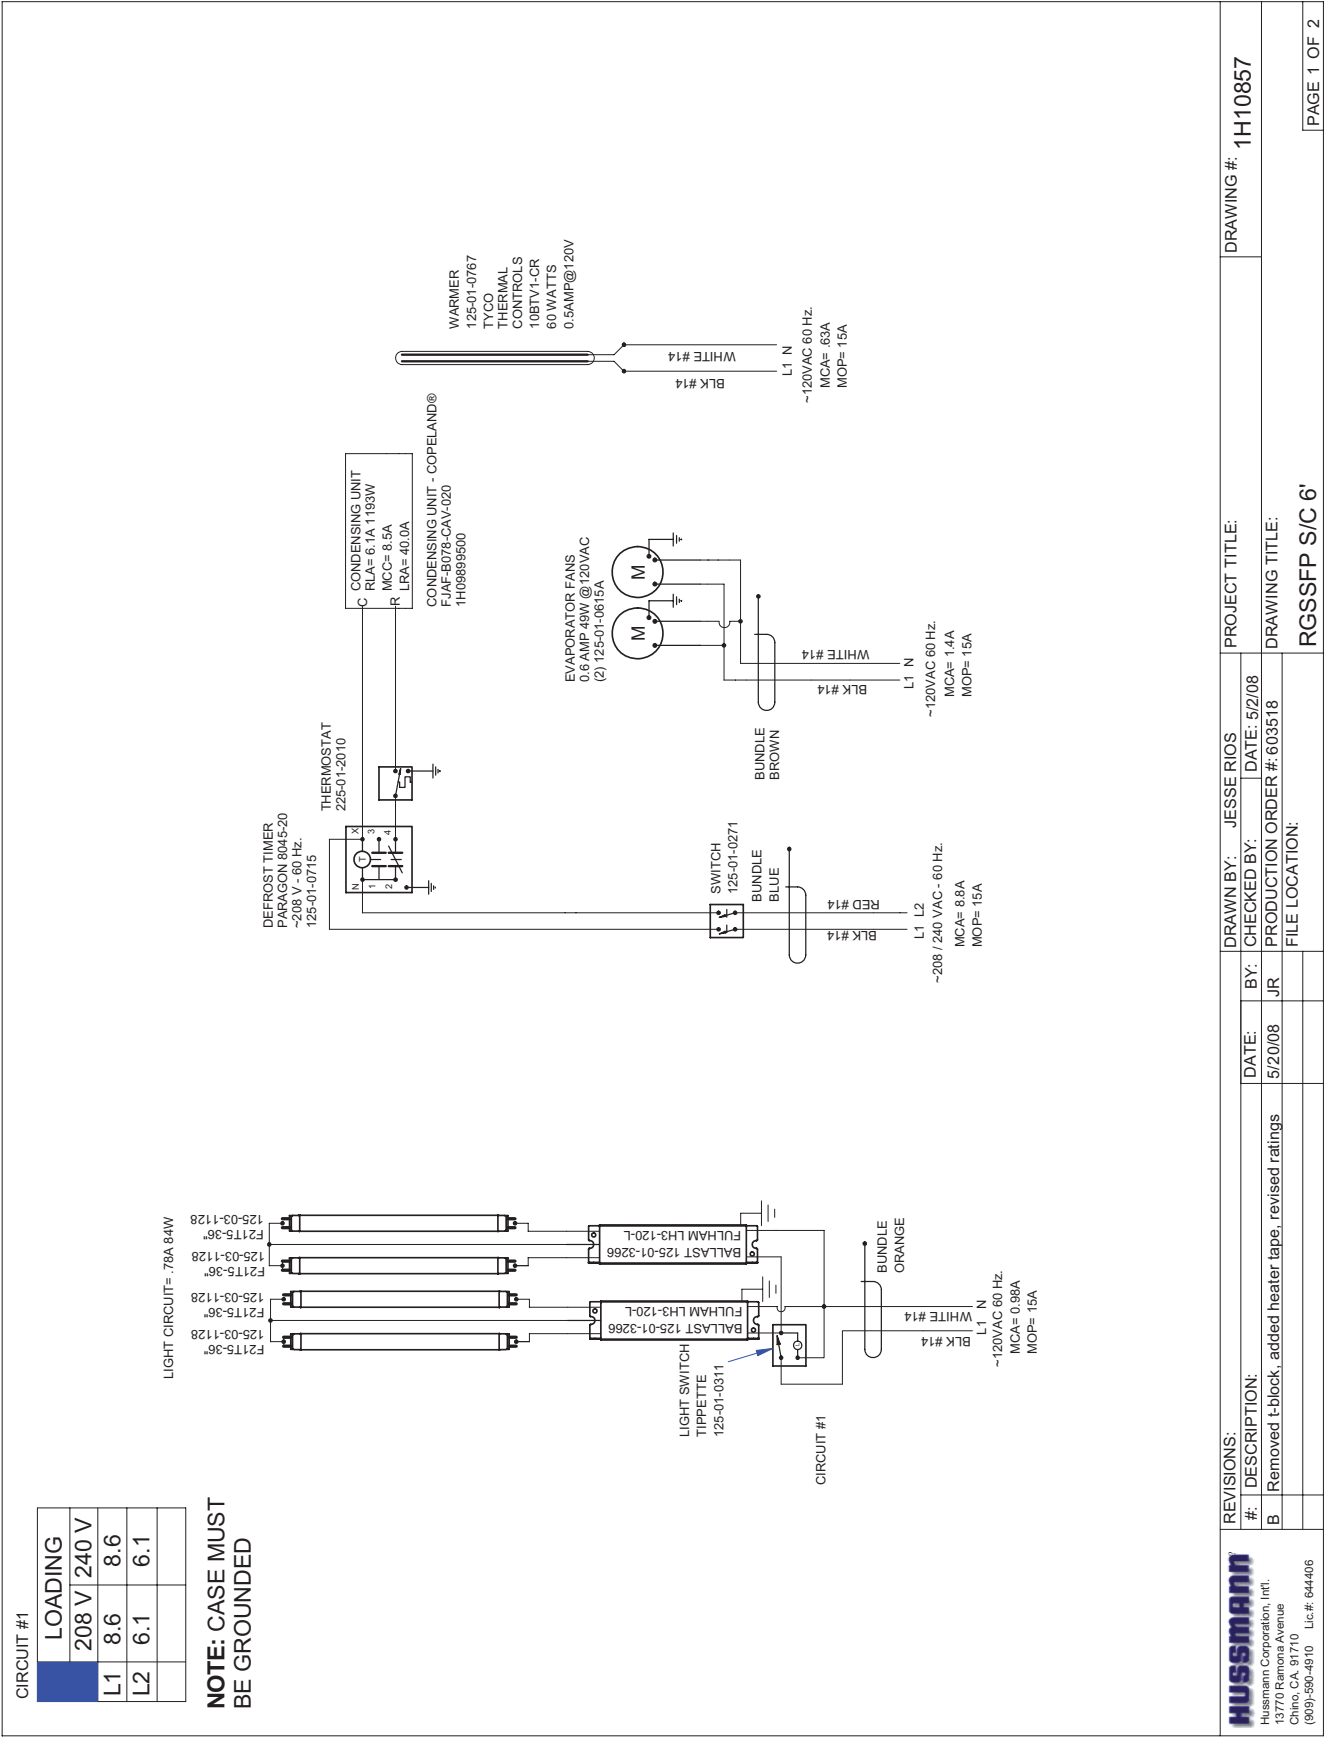 CIRCUIT #1
LOADING
208 V 240 V
L1 8.6 8.6
L2 6.1 6.1
NOTE: CASE MUST
BE GROUNDED
LIGHT CIRCUIT= .78A 84W
F21T5-36"
125-03-1128
F21T5-36"
125-03-1128
F21T5-36"
125-03-1128
F21T5-36"
125-03-1128
BALLAST 125-01-3266
FULHAM LH3-120-L
BALLAST 125-01-3266
FULHAM LH3-120-L
LIGHT SWITCH
TIPPETTE
125-01-0311
CIRCUIT #1
BUNDLE
ORANGE
BLK #14
WHITE #14
L1 N
~120VAC 60 Hz.
MCA= 0.98A
MOP= 15A
DEFROST TIMER
PARAGON 8045-20
~208 V - 60 Hz.
125-01-0715
N
T
X
1
3
2
4
THERMOSTAT
225-01-2010
C
R
CONDENSING UNIT
RLA= 6.1A 1193W
MCC= 8.5A
LRA= 40.0A
CONDENSING UNIT - COPELAND®
FJAF-B078-CAV-020
1H09899500
SWITCH
125-01-0271
BUNDLE
BLUE
BLK #14
RED #14
L1 L2
~208 / 240 VAC - 60 Hz.
MCA= 8.8A
MOP= 15A
EVAPORATOR FANS
0.6 AMP 49W @120VAC
(2) 125-01-0615A
M
M
BUNDLE
BROWN
BLK #14
WHITE #14
L1 N
~120VAC 60 Hz.
MCA= 1.4A
MOP= 15A
WARMER
125-01-0767
TYCO
THERMAL
CONTROLS
10BTV1-CR
60 WATTS
0.5AMP@120V
BLK #14
WHITE #14
L1 N
~120VAC 60 Hz.
MCA= .63A
MOP= 15A
HUSSMANN
Hussmann Corporation, Int'l.
13770 Ramona Avenue
Chino, CA. 91710
(909)-590-4910 Lic.#: 644406
REVISIONS:
#: DESCRIPTION: DATE: BY:
B Removed t-block, added heater tape, revised ratings 5/20/08 JR
DRAWN BY: JESSE RIOS
CHECKED BY: DATE: 5/2/08
PRODUCTION ORDER #: 603518
FILE LOCATION:
PROJECT TITLE:
DRAWING TITLE:
RGSSFP S/C 6'
DRAWING #: 1H10857
PAGE 1 OF 2